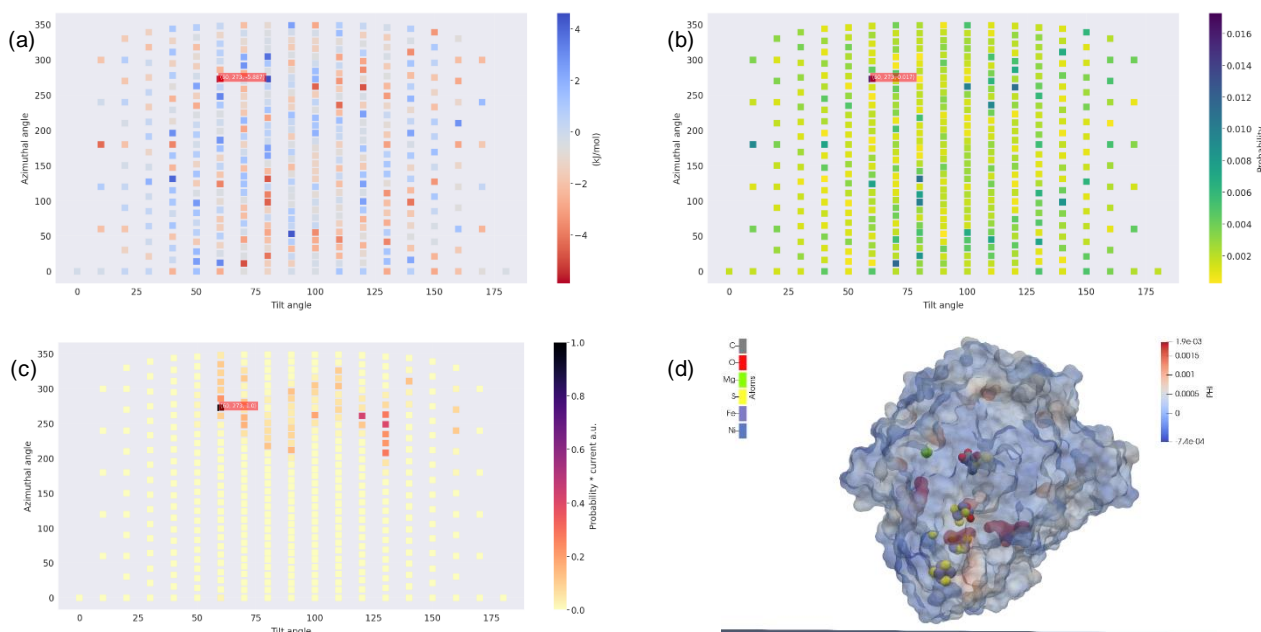 (a)
350
300
250
200
150
100
50
0
Azimuthal angle
0 25 50 75 100 125 150 175
Tilt angle
4
2
0
−2
−4
(kJ/mol)
(b)
350
300
250
200
150
100
50
0
Azimuthal angle
0 25 50 75 100 125 150 175
Tilt angle
0.016
0.014
0.012
0.010
0.008
0.006
0.004
0.002
Probability
(c)
350
300
250
200
150
100
50
0
Azimuthal angle
0 25 50 75 100 125 150 175
Tilt angle
1.0
0.8
0.6
0.4
0.2
0.0
Probability * current a.u.
(d)
C
O
Mg
S
Fe
Ni
Atoms
1.9e-03
0.0015
0.0005
0
-7.4e-04
PHI